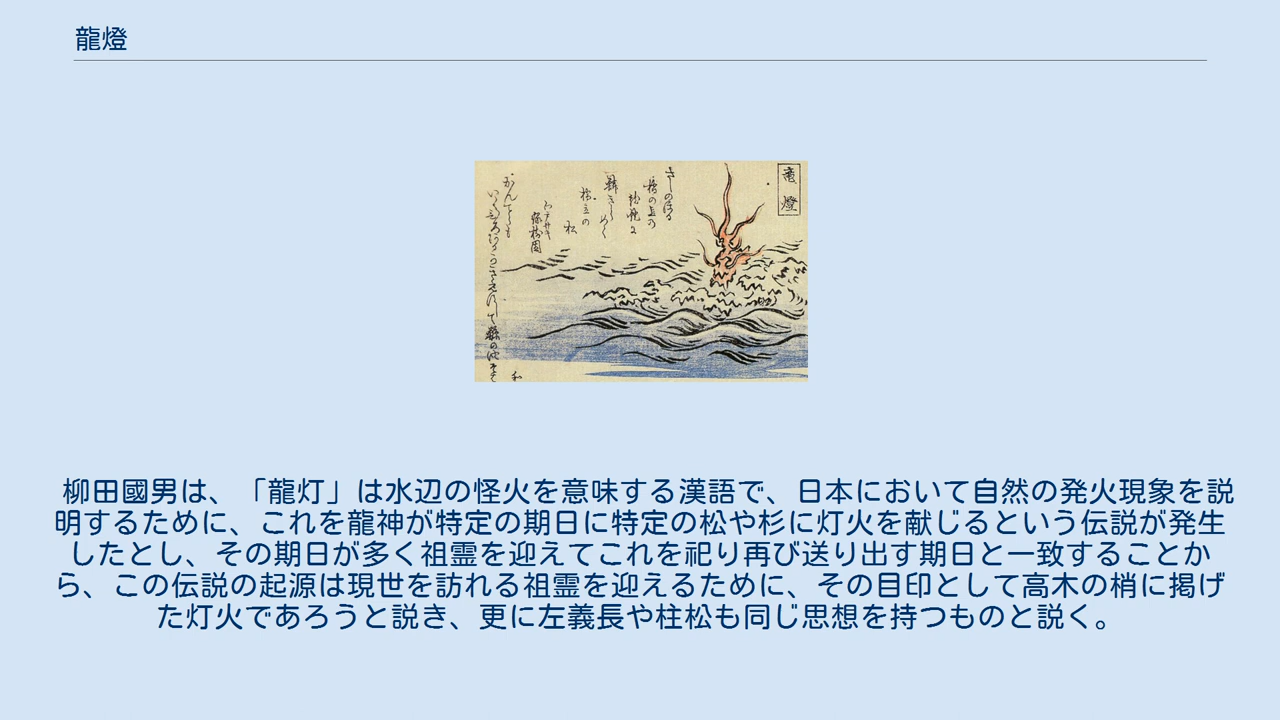 龍燈
竜燈
柳田國男は、「龍灯」は水辺の怪火を意味する漢語で、日本において自然の発火現象を説
明するために、これを龍神が特定の期日に特定の松や杉に灯火を献じるという伝説が発生
したとし、その期日が多く祖霊を迎えてこれを祀り再び送り出す期日と一致することか
ら、この伝説の起源は現世を訪れる祖霊を迎えるために、その目印として高木の梢に掲げ
た灯火であろうと説き、更に左義長や柱松も同じ思想を持つものと説く。